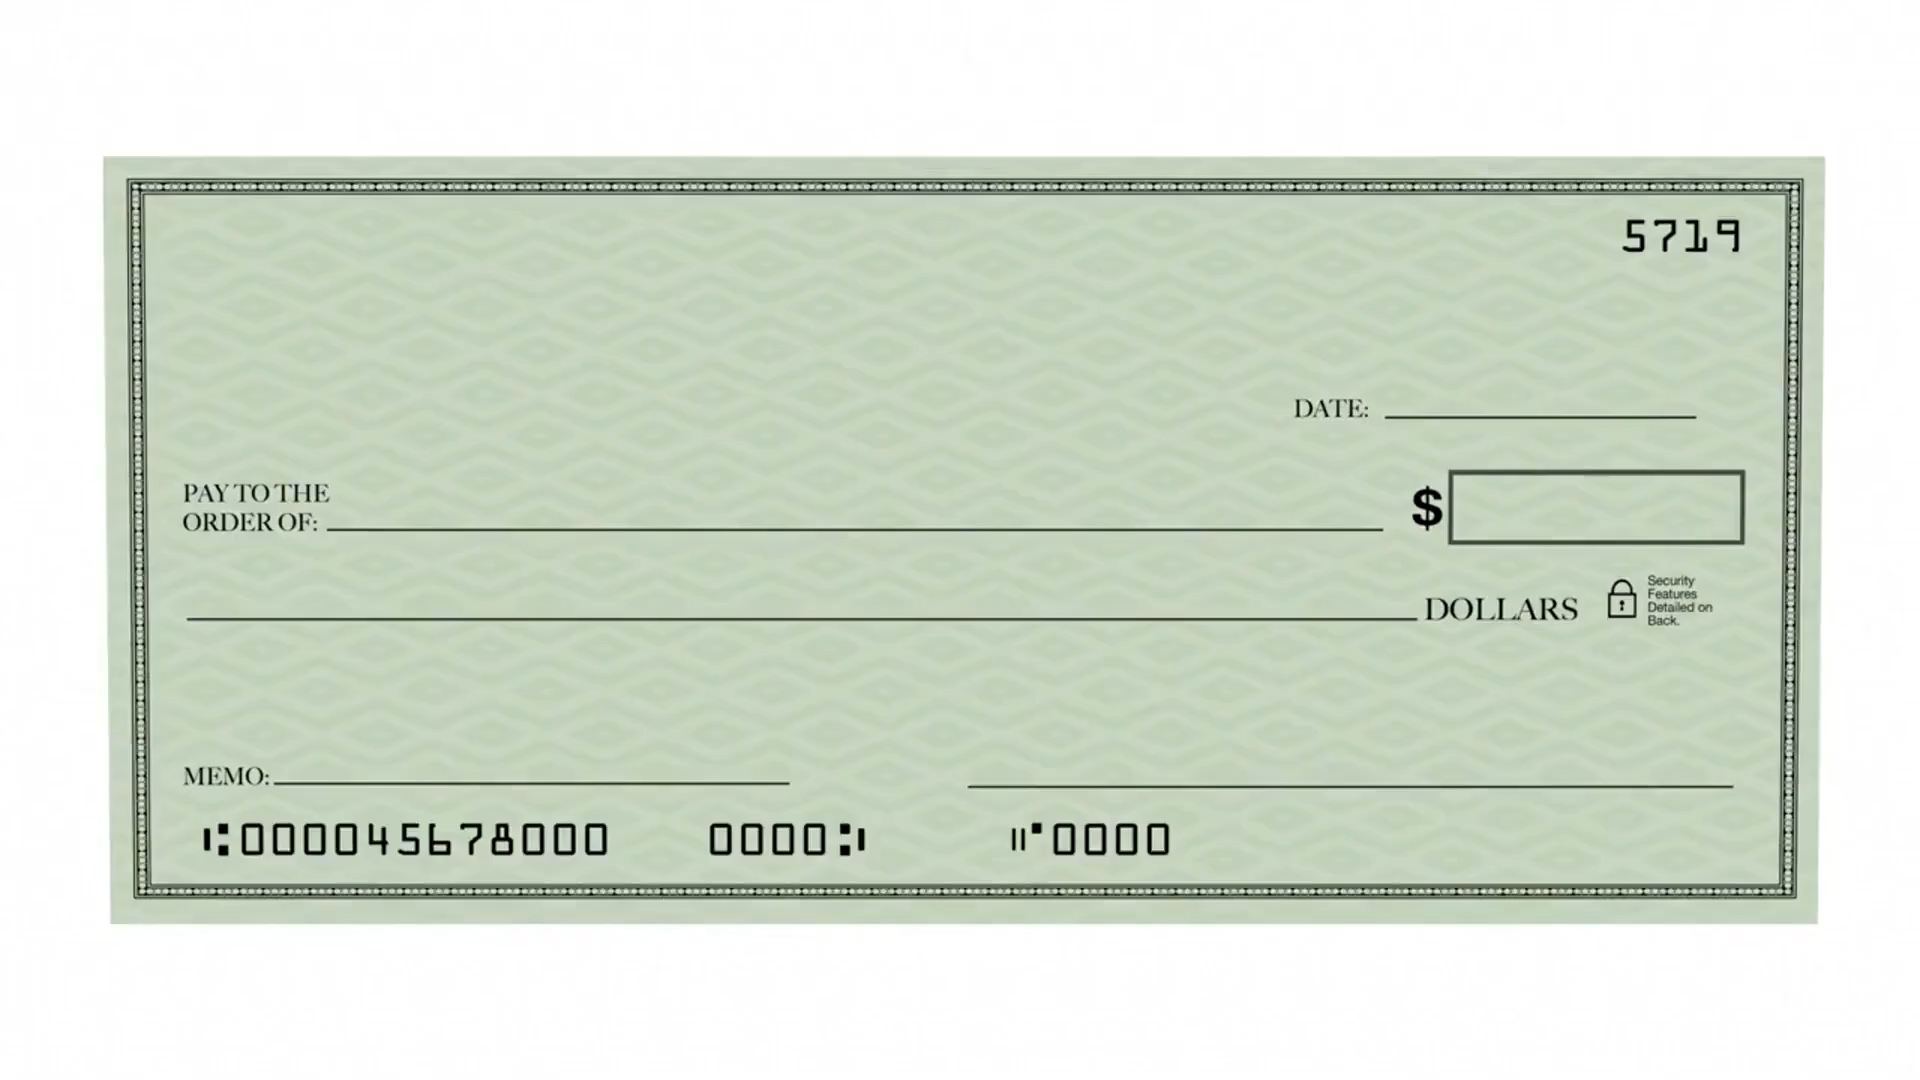 5719
DATE:
PAY TO THE
ORDER OF:
$
DOLLARS
Security
Features
Detailed on
Back.
MEMO:
⑆000045678000 0000⑆ ⑈0000